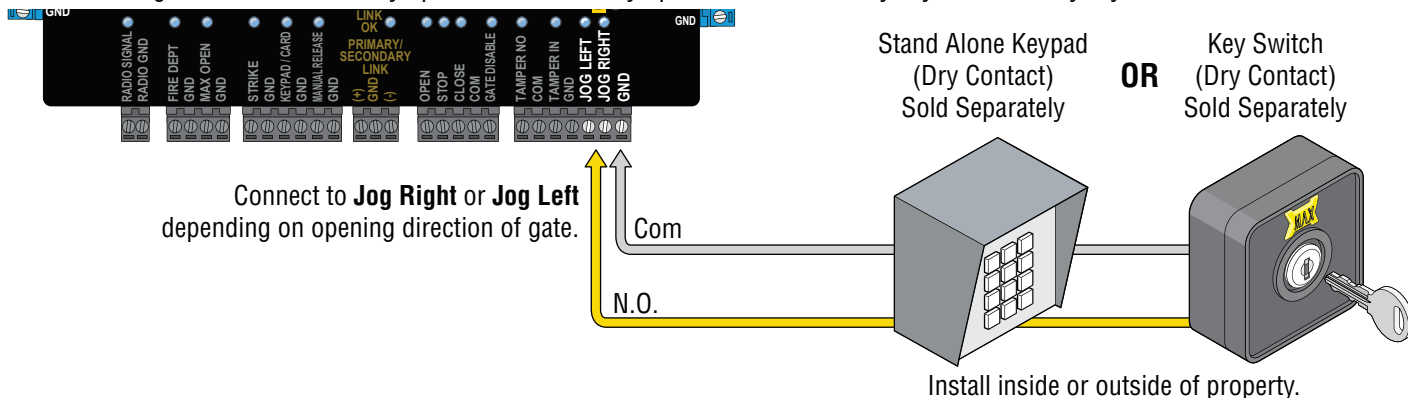 GND
LINK
OK
GND
PRIMARY/
SECONDARY
LINK
RADIO SIGNAL
RADIO GND
FIRE DEPT
GND
MAX OPEN
GND
STRIKE
GND
KEYPAD / CARD
GND
MANUAL RELEASE
GND
(+)
GND
(-)
OPEN
STOP
CLOSE
COM
GATE DISABLE
TAMPER NO
COM
TAMPER IN
GND
JOG LEFT
JOG RIGHT
GND
Stand Alone Keypad
(Dry Contact)
Sold Separately
OR
Key Switch
(Dry Contact)
Sold Separately
Connect to Jog Right or Jog Left
depending on opening direction of gate.
Com
N.O.
MAX
Install inside or outside of property.